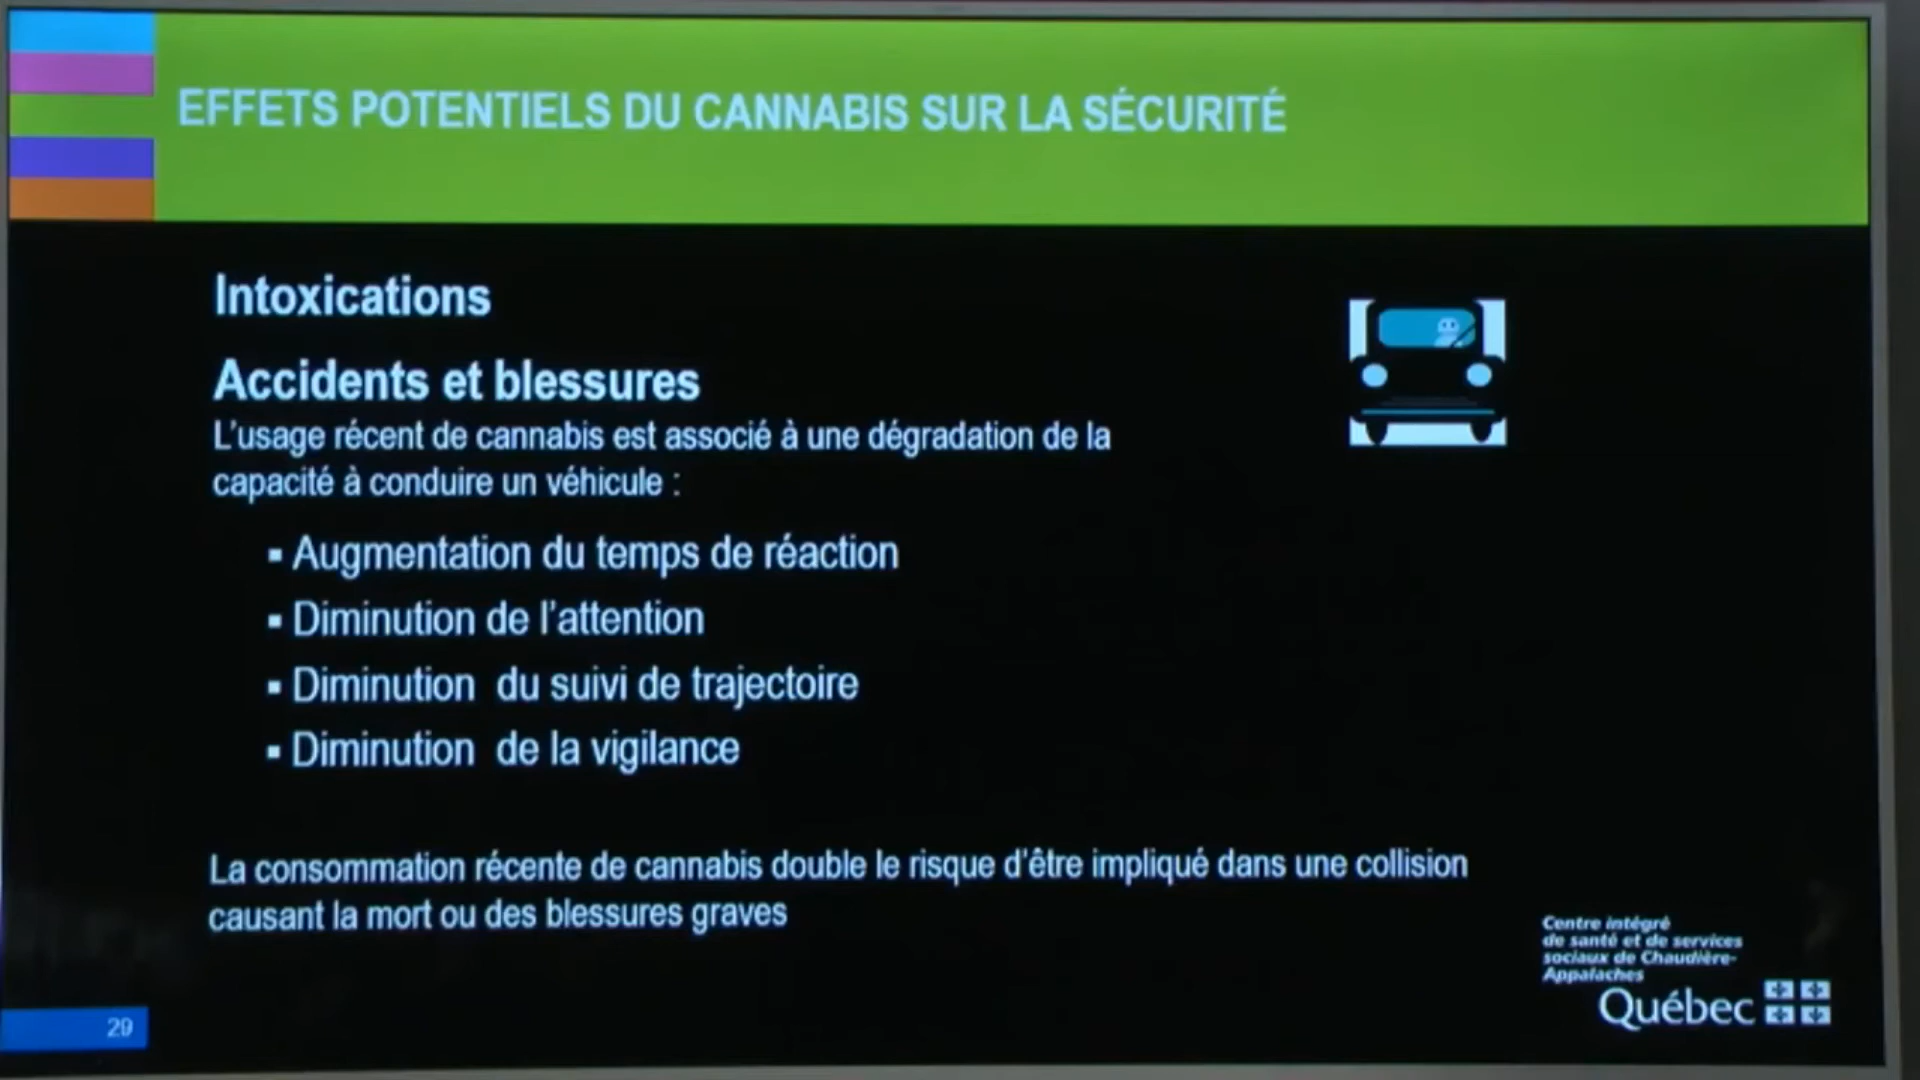 EFFETS POTENTIELS DU CANNABIS SUR LA SÉCURITÉ
Intoxications
Accidents et blessures
L'usage récent de cannabis est associé à une dégradation de la
capacité à conduire un véhicule :
▪ Augmentation du temps de réaction
▪ Diminution de l'attention
▪ Diminution du suivi de trajectoire
▪ Diminution de la vigilance
La consommation récente de cannabis double le risque d'être impliqué dans une collision
causant la mort ou des blessures graves
Centre intégré
de santé et de services
sociaux de Chaudière-
Appalaches
Québec
29